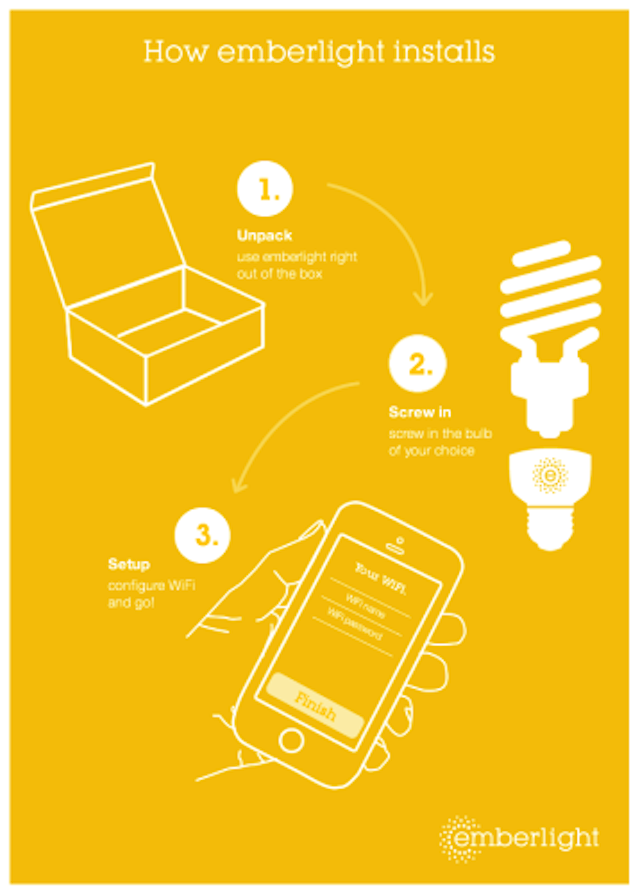 How emberlight installs
1.
Unpack
use emberlight right
out of the box
2.
Screw in
screw in the bulb
of your choice
e
3.
Setup
configure WiFi
and go!
Your WiFi.
WiFi name
WiFi password
Finish
emberlight